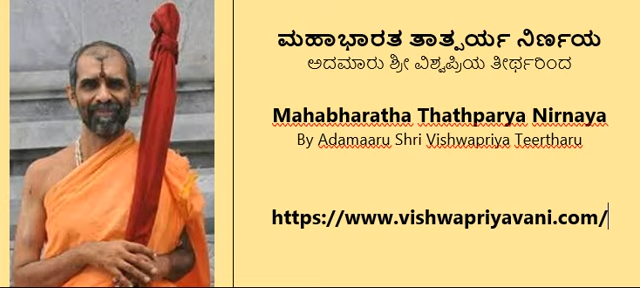 ಮಹಾಭಾರತ ತಾತ್ಪರ್ಯ ನಿರ್ಣಯ
ಅದಮಾರು ಶ್ರೀ ವಿಶ್ವಪ್ರಿಯ ತೀರ್ಥರಿಂದ
Mahabharatha Thathparya Nirnaya
By Adamaaru Shri Vishwapriya Teertharu
https://www.vishwapriyavani.com/